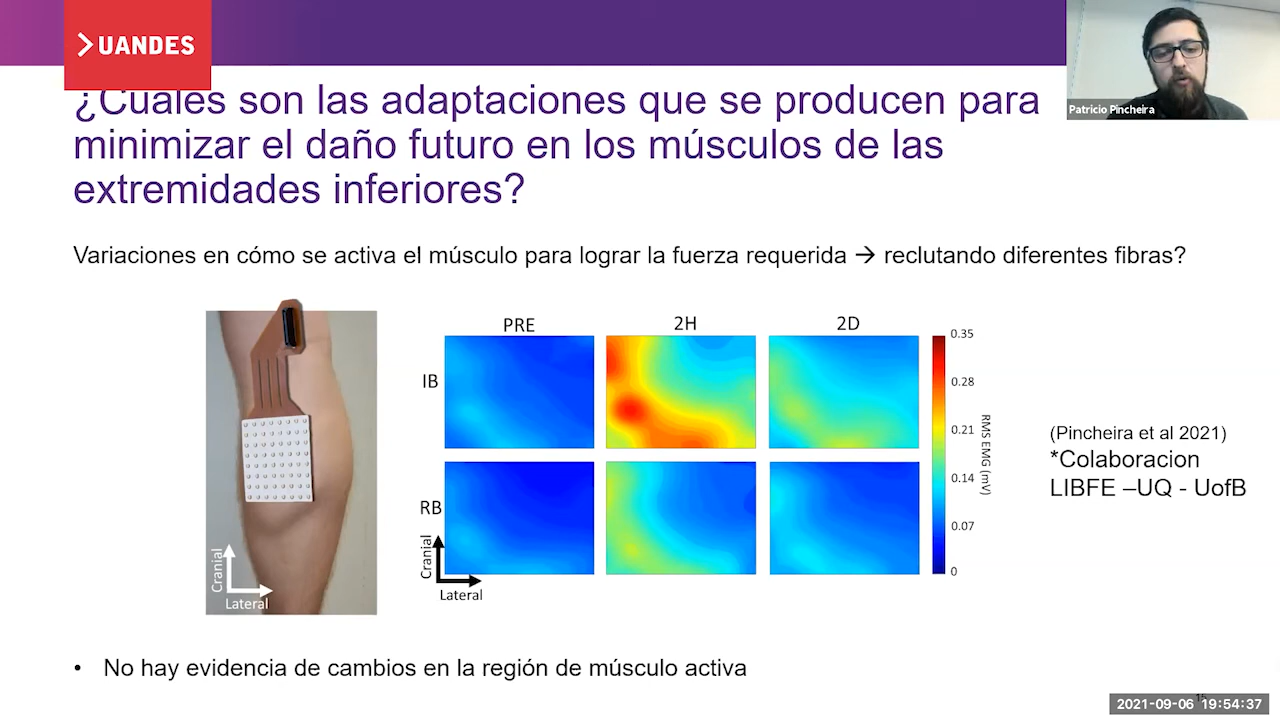 UANDES
Patricio Pincheira
¿Cuáles son las adaptaciones que se producen para
minimizar el daño futuro en los músculos de las
extremidades inferiores?
Variaciones en cómo se activa el músculo para lograr la fuerza requerida → reclutando diferentes fibras?
PRE 2H 2D
IB
RB
Cranial
Lateral
Cranial
Lateral
0.35
0.28
0.21
0.14
0.07
0
RMS EMG (mV)
(Pincheira et al 2021)
*Colaboracion
LIBFE –UQ - UofB
• No hay evidencia de cambios en la región de músculo activa
2021-09-06 19:54:37